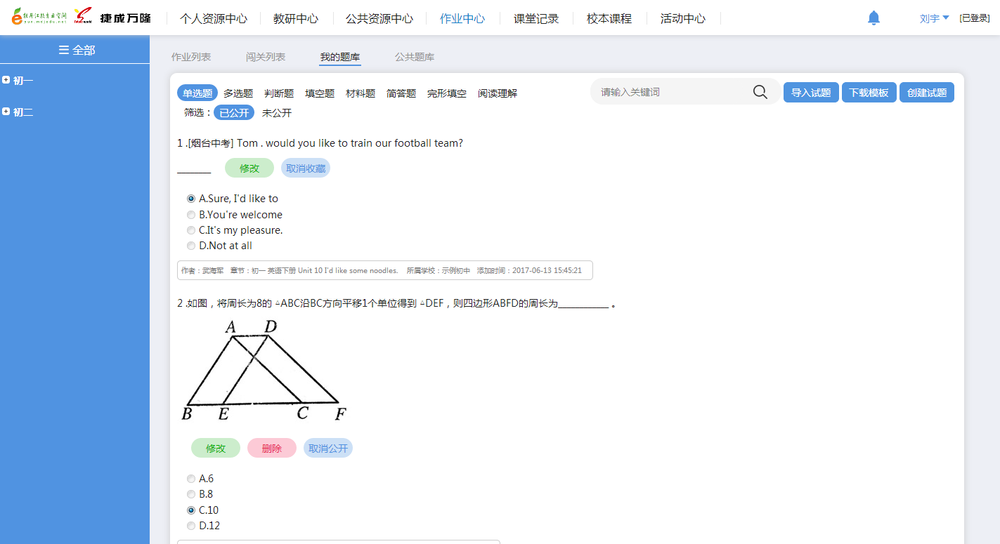 牡丹江教育云空间
yun.mdjedu.net
捷成万隆
个人资源中心 教研中心 公共资源中心 作业中心 课堂记录 校本课程 活动中心
刘宇 [已登录]
全部
初一
初二
作业列表 闯关列表 我的题库 公共题库
单选题 多选题 判断题 填空题 材料题 简答题 完形填空 阅读理解
请输入关键词
导入试题 下载模板 创建试题
筛选：已公开 未公开
1 .[烟台中考] Tom . would you like to train our football team?
_______ 修改 取消收藏
A.Sure, I'd like to
B.You're welcome
C.It's my pleasure.
D.Not at all
作者：武海军 章节：初一 英语下册 Unit 10 I'd like some noodles. 所属学校：示例初中 添加时间：2017-06-13 15:45:21
2 .如图，将周长为8的 △ABC沿BC方向平移1个单位得到 △DEF，则四边形ABFD的周长为__________ 。
A D
B E C F
修改 删除 取消公开
A.6
B.8
C.10
D.12